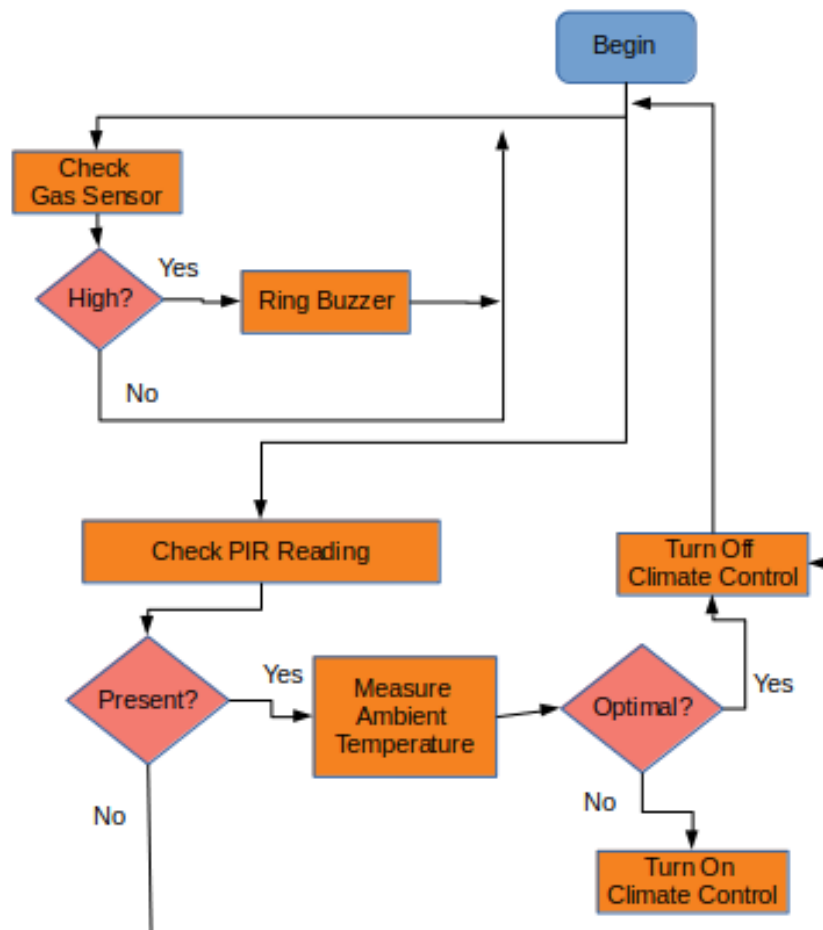 Begin
Check
Gas Sensor
Yes
High?
Ring Buzzer
No
Check PIR Reading
Turn Off
Climate Control
Present?
Yes
Measure
Ambient
Temperature
Optimal?
Yes
No
No
Turn On
Climate Control